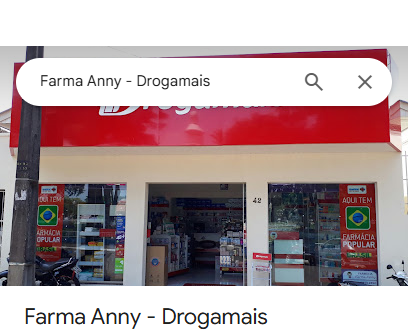 Farma Anny - Drogamais
Drogamais
42
AQUI TEM
FARMÁCIA
POPULAR
AQUI TEM
FARMÁCIA
POPULAR
Farma Anny - Drogamais